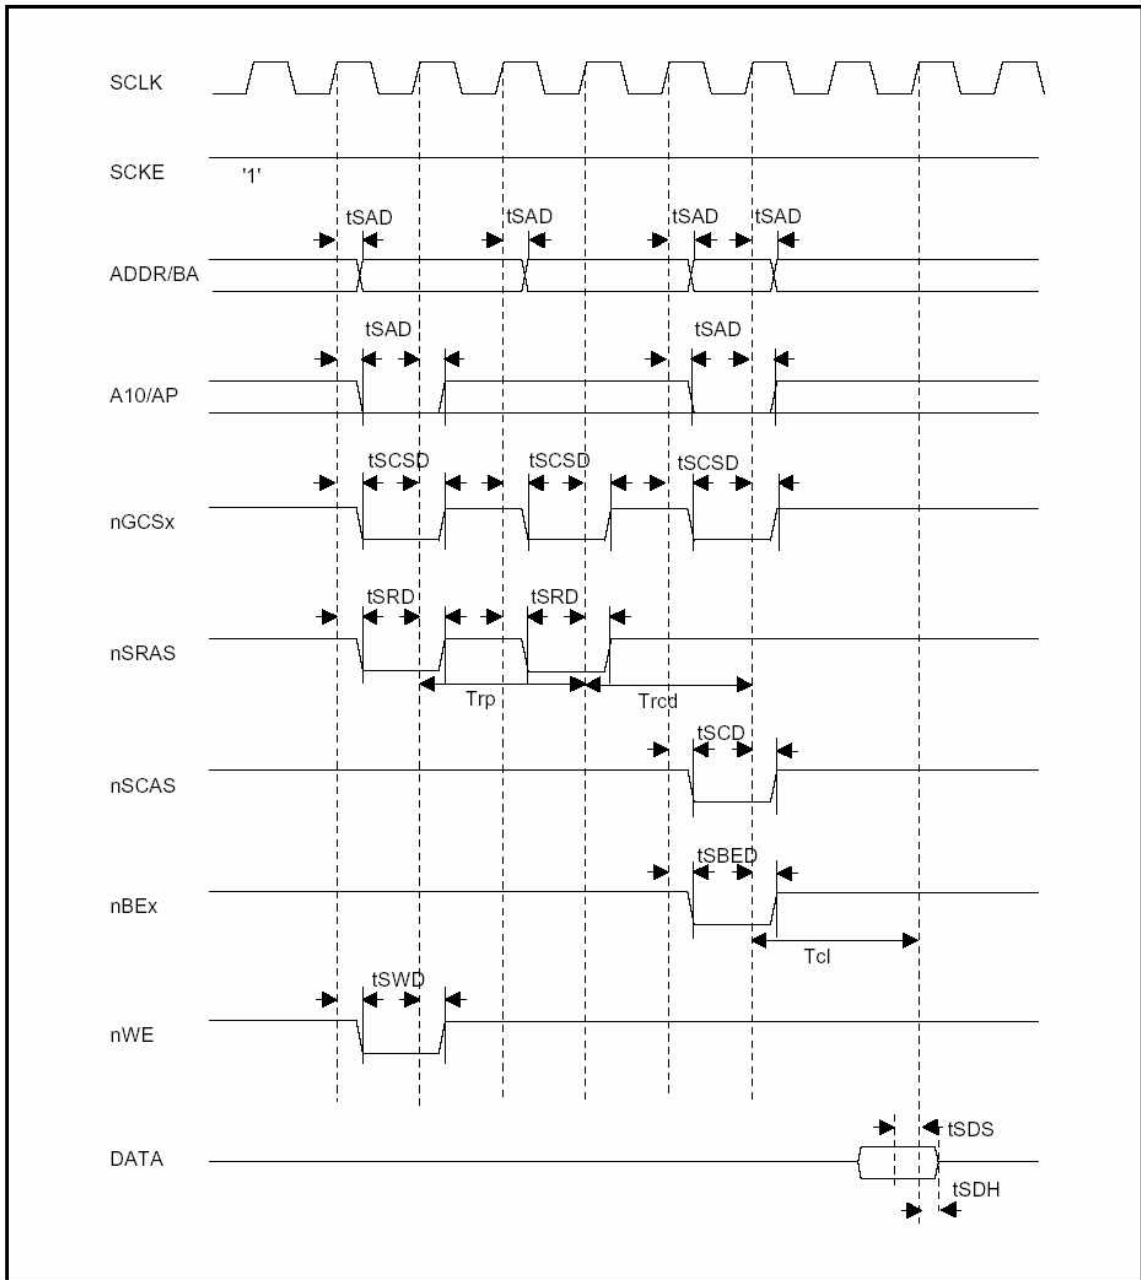 SCLK
SCKE '1'
tSAD tSAD tSAD tSAD
ADDR/BA
tSAD tSAD
A10/AP
tSCSD tSCSD tSCSD
nGCSx
tSRD tSRD
nSRAS
Trp Trcd
tSCD
nSCAS
tSBED
nBEx
Tcl
tSWD
nWE
tSDS
DATA
tSDH